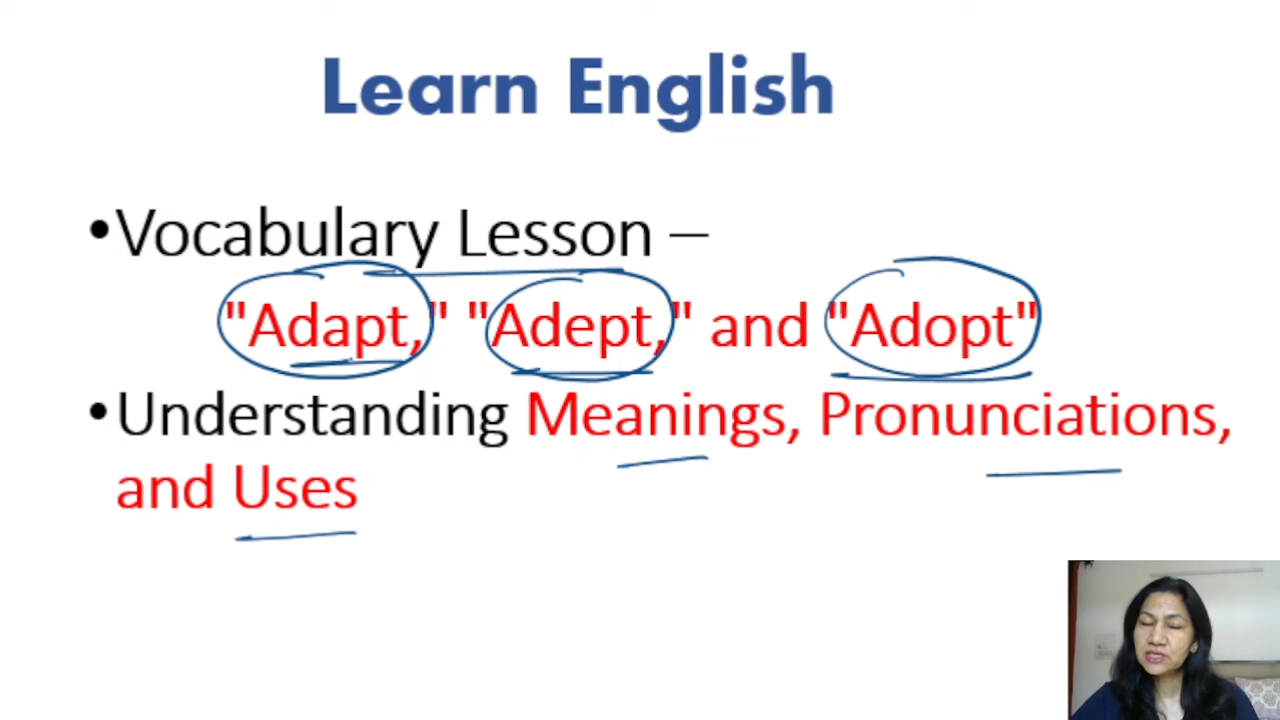 Learn English
•Vocabulary Lesson –
"Adapt," "Adept," and "Adopt"
•Understanding Meanings, Pronunciations,
and Uses